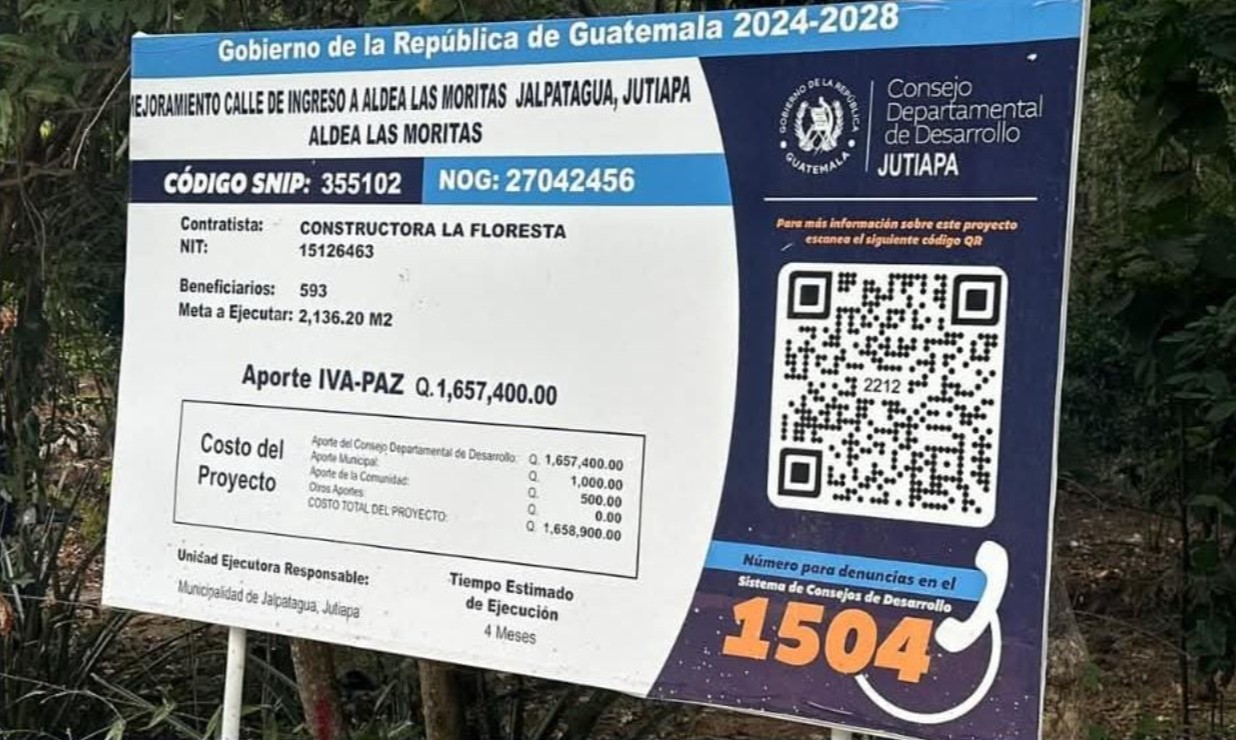 Gobierno de la República de Guatemala 2024-2028
EJORAMIENTO CALLE DE INGRESO A ALDEA LAS MORITAS JALPATAGUA, JUTIAPA
ALDEA LAS MORITAS
CÓDIGO SNIP: 355102 NOG: 27042456
Contratista: CONSTRUCTORA LA FLORESTA
NIT: 15126463
Beneficiarios: 593
Meta a Ejecutar: 2,136.20 M2
Aporte IVA-PAZ Q.1,657,400.00
Costo del Proyecto
Aporte del Consejo Departamental de Desarrollo: Q. 1,657,400.00
Aporte Municipal: Q. 1,000.00
Aporte de la Comunidad: Q. 500.00
Otros Aportes: Q. 0.00
COSTO TOTAL DEL PROYECTO: Q 1,658,900.00
Unidad Ejecutora Responsable:
Municipalidad de Jalpatagua, Jutiapa
Tiempo Estimado
de Ejecución
4 Meses
GOBIERNO DE LA REPÚBLICA
GUATEMALA
Consejo
Departamental
de Desarrollo
JUTIAPA
Para más información sobre este proyecto
escanea el siguiente código QR
2212
Número para denuncias en el
Sistema de Consejos de Desarrollo
1504